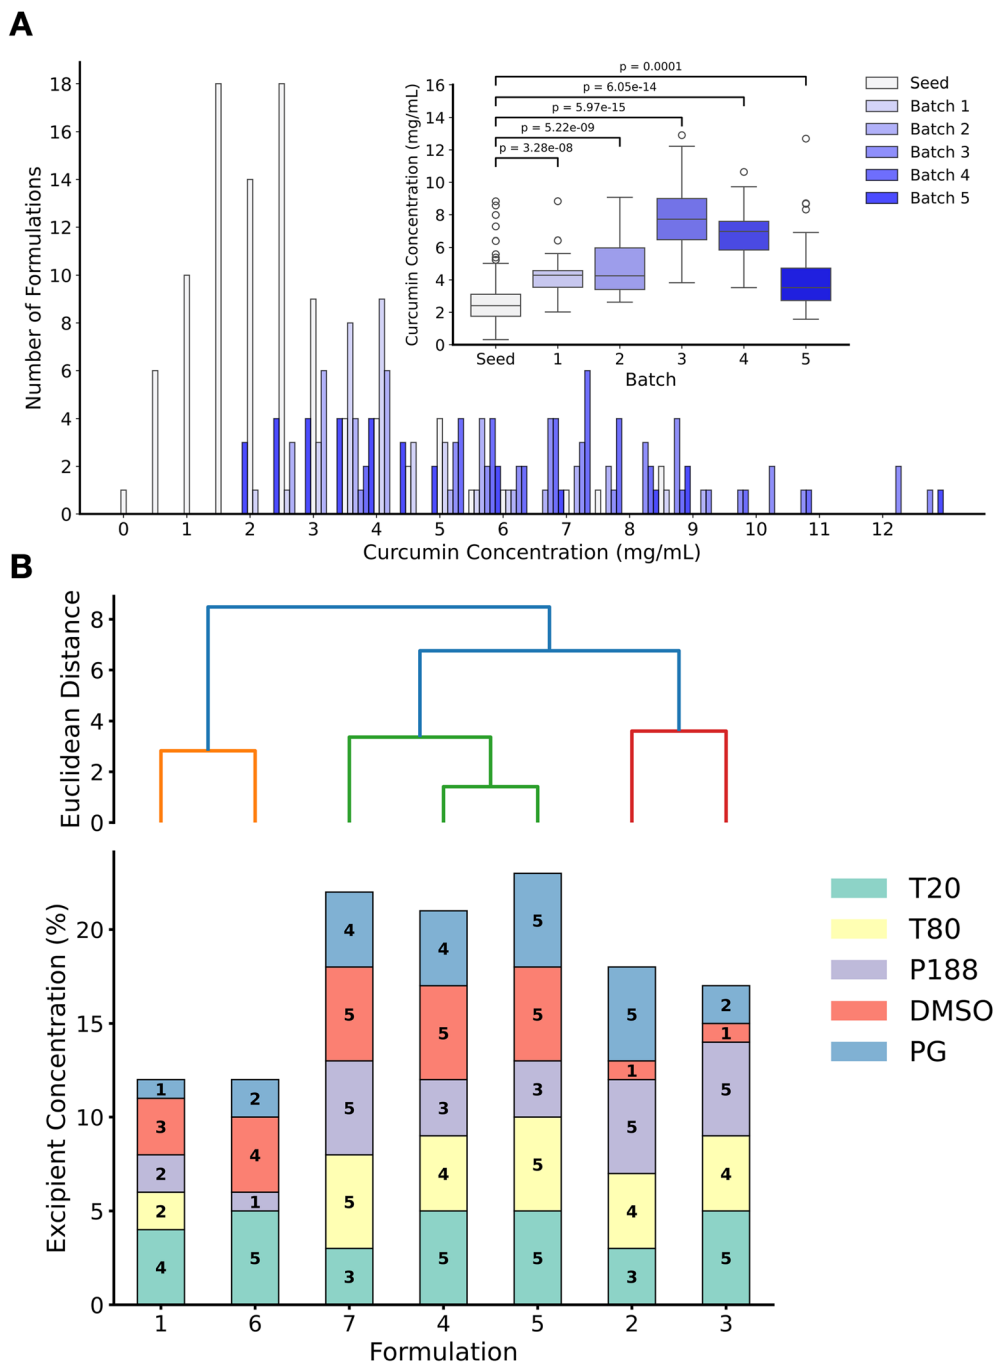 A
Number of Formulations
18
16
14
12
10
8
6
4
2
0
0 1 2 3 4 5 6 7 8 9 10 11 12
Curcumin Concentration (mg/mL)
Curcumin Concentration (mg/mL)
16
14
12
10
8
6
4
2
0
p = 0.0001
p = 6.05e-14
p = 5.97e-15
p = 5.22e-09
p = 3.28e-08
Seed 1 2 3 4 5
Batch
Seed
Batch 1
Batch 2
Batch 3
Batch 4
Batch 5
B
Euclidean Distance
8
6
4
2
0
Excipient Concentration (%)
20
15
10
5
0
1
3
2
2
4
2
4
1
5
4
5
5
5
3
4
5
3
4
5
5
5
3
5
5
5
1
5
4
3
2
1
5
4
5
1 6 7 4 5 2 3
Formulation
T20
T80
P188
DMSO
PG